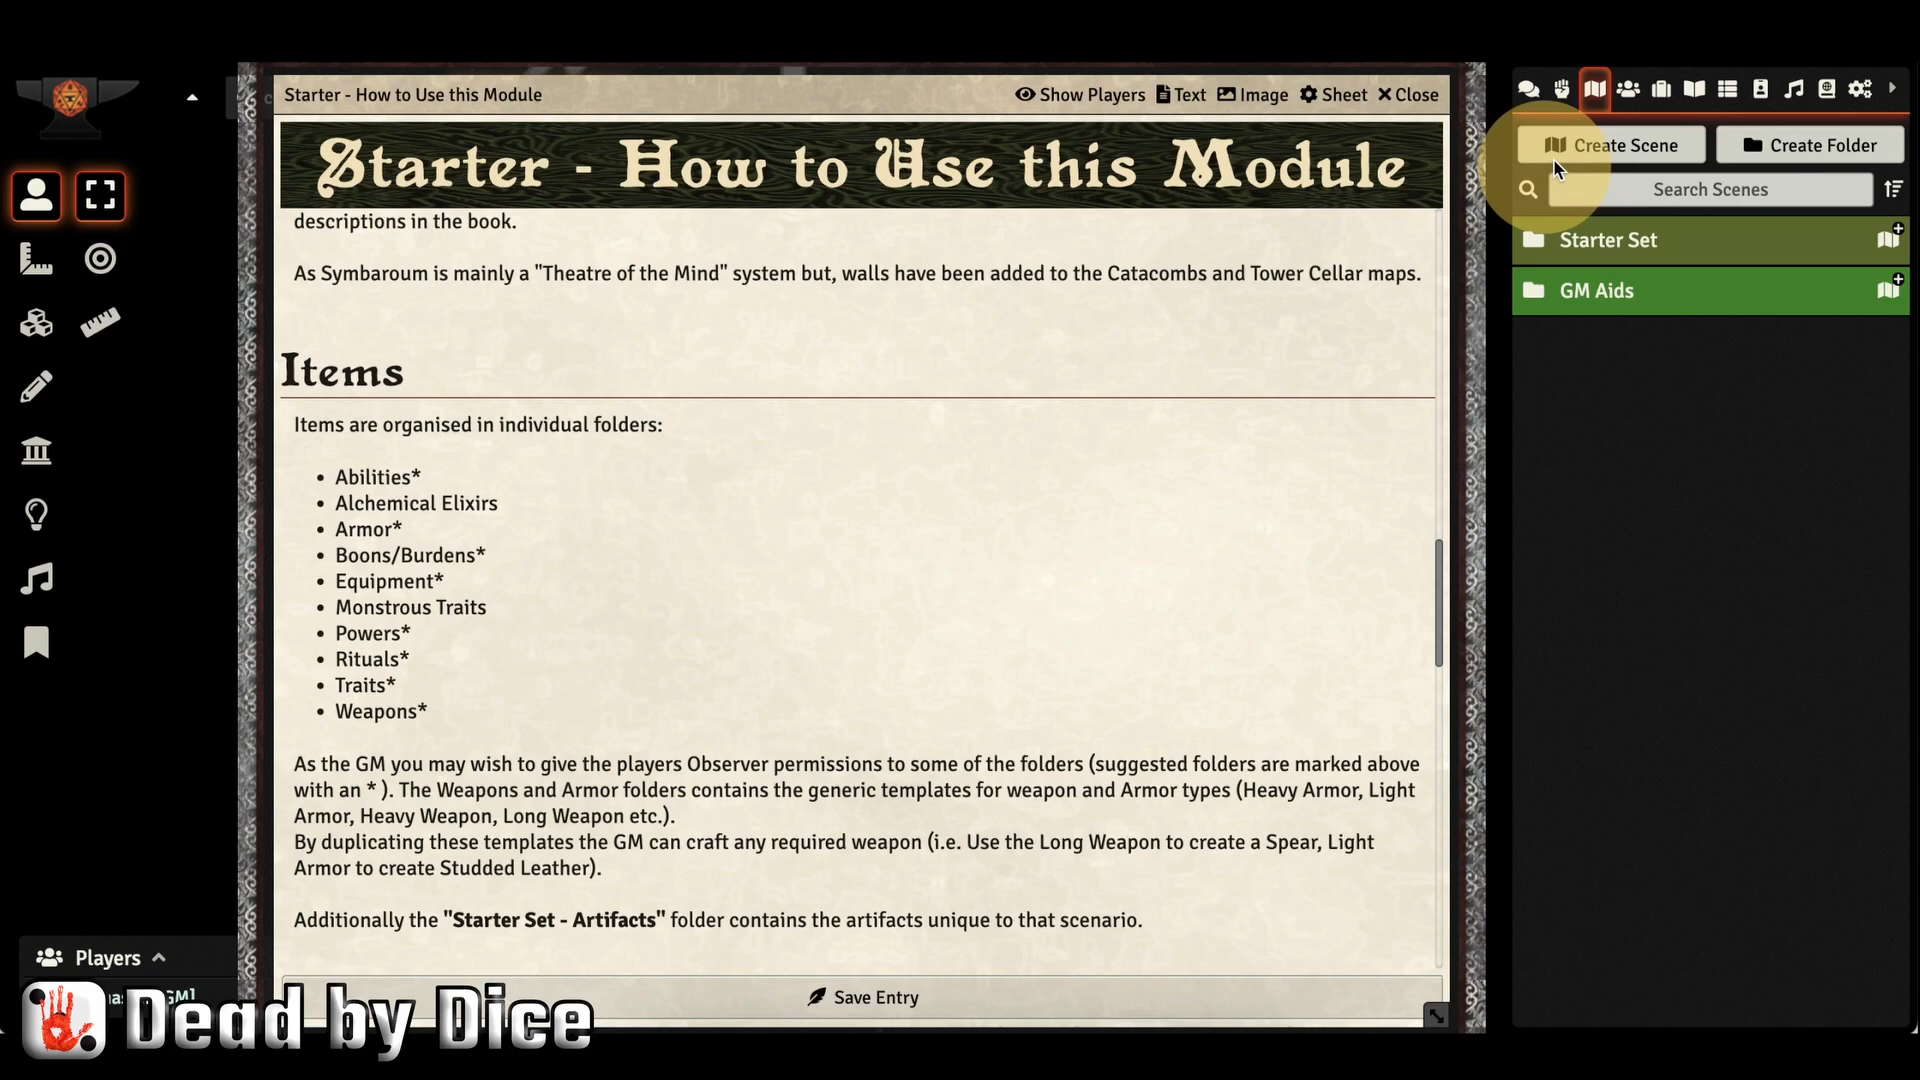 Starter - How to Use this Module
Show Players
Text
Image
Sheet
Close
Starter - How to Use this Module
descriptions in the book.
As Symbaroum is mainly a "Theatre of the Mind" system but, walls have been added to the Catacombs and Tower Cellar maps.
Items
Items are organised in individual folders:
Abilities*
Alchemical Elixirs
Armor*
Boons/Burdens*
Equipment*
Monstrous Traits
Powers*
Rituals*
Traits*
Weapons*
As the GM you may wish to give the players Observer permissions to some of the folders (suggested folders are marked above
with an * ). The Weapons and Armor folders contains the generic templates for weapon and Armor types (Heavy Armor, Light
Armor, Heavy Weapon, Long Weapon etc.).
By duplicating these templates the GM can craft any required weapon (i.e. Use the Long Weapon to create a Spear, Light
Armor to create Studded Leather).
Additionally the "Starter Set - Artifacts" folder contains the artifacts unique to that scenario.
Save Entry
Create Scene
Create Folder
Search Scenes
Starter Set
GM Aids
Players
GM]
Dead by Dice